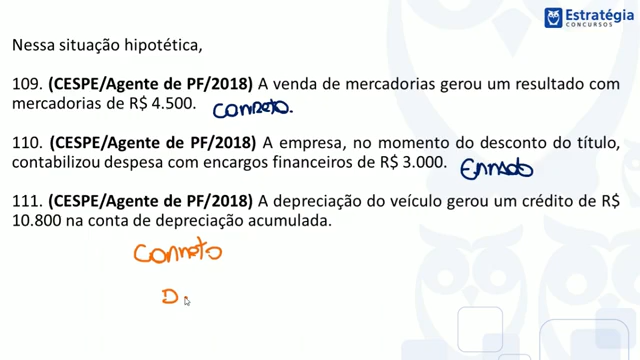 Estratégia
CONCURSOS
Nessa situação hipotética,
109. (CESPE/Agente de PF/2018) A venda de mercadorias gerou um resultado com
mercadorias de R$ 4.500. Correto.
110. (CESPE/Agente de PF/2018) A empresa, no momento do desconto do título,
contabilizou despesa com encargos financeiros de R$ 3.000. Errado
111. (CESPE/Agente de PF/2018) A depreciação do veículo gerou um crédito de R$
10.800 na conta de depreciação acumulada.
Correto
D